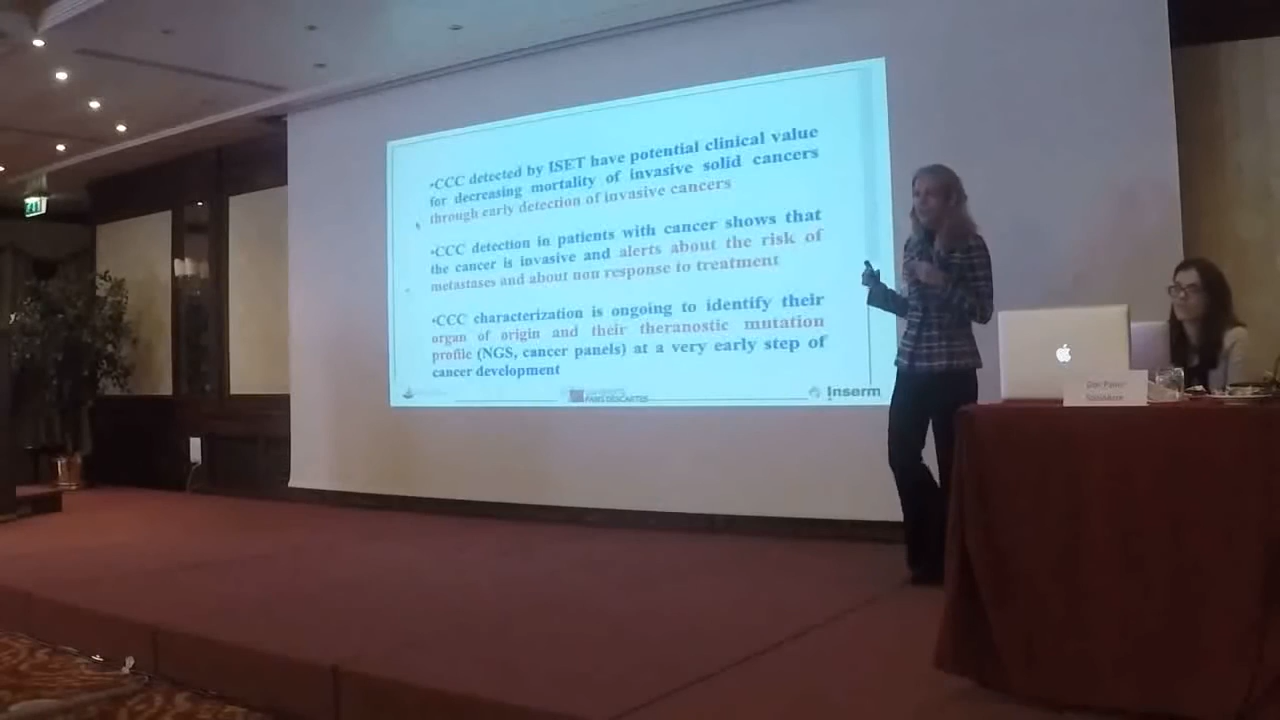 •CCC detected by ISET have potential clinical value
for decreasing mortality of invasive solid cancers
through early detection of invasive cancers
•CCC detection in patients with cancer shows that
the cancer is invasive and alerts about the risk of
metastases and about non response to treatment
•CCC characterization is ongoing to identify their
organ of origin and their theranostic mutation
profile (NGS, cancer panels) at a very early step of
cancer development
PARIS DESCARTES
Inserm